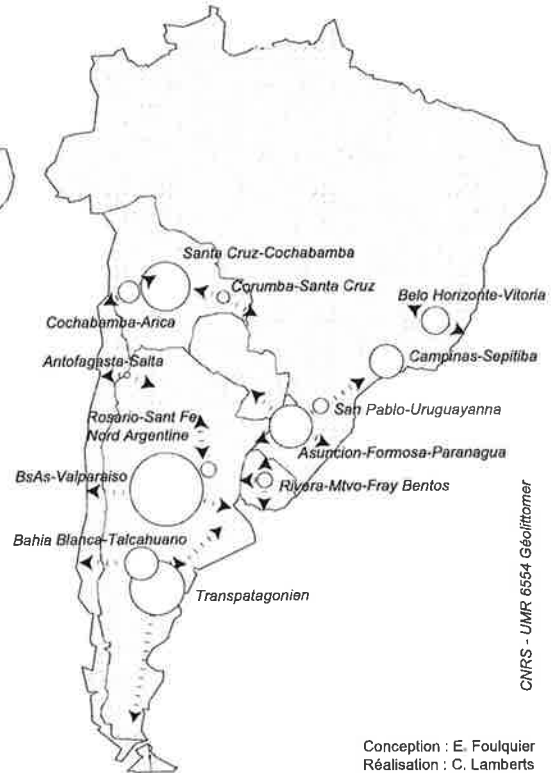 Santa Cruz-Cochabamba
Corumba-Santa Cruz
Belo Horizonte-Vitoria
Cochabamba-Arica
Campinas-Sepitiba
Antofagasta-Salta
San Pablo-Uruguayanna
Rosario-Sant Fe
Nord Argentine
Asuncion-Formosa-Paranagua
BsAs-Valparaiso
Rivera-Mtvo-Fray Bentos
Bahia Blanca-Talcahuano
Transpatagonien
CNRS - UMR 6554 Géolittomer
Conception : E. Foulquier
Réalisation : C. Lamberts